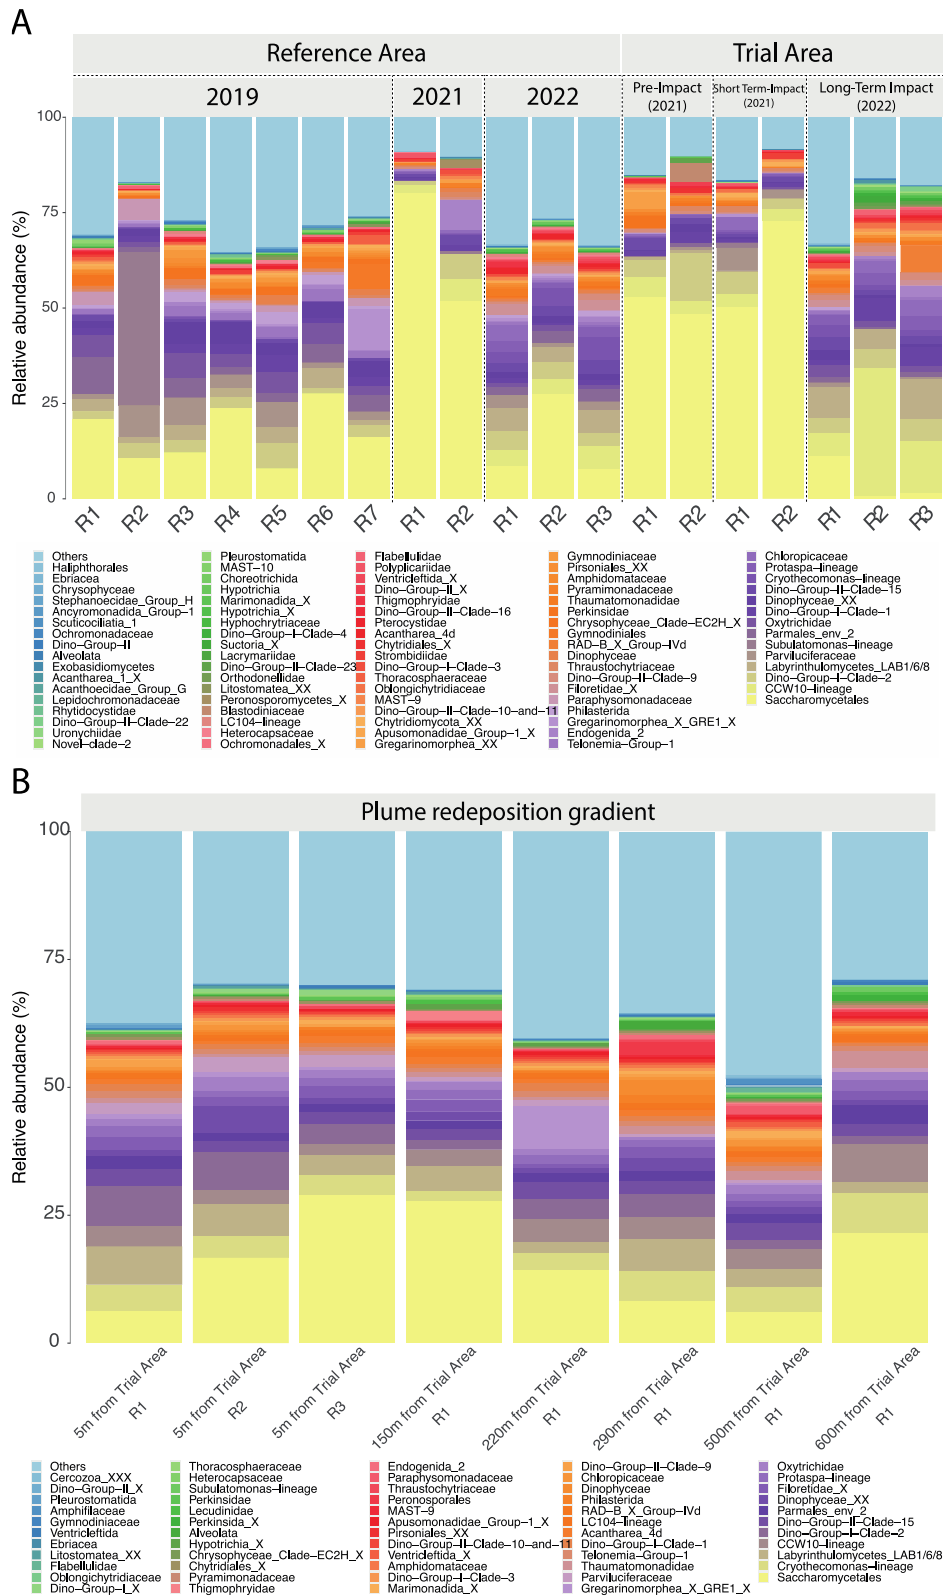 A
Reference Area
Trial Area
2019
2021
2022
Pre-Impact
(2021)
Short Term-Impact
(2021)
Long-Term Impact
(2022)
Relative abundance (%)
100
75
50
25
0
R1
R2
R3
R4
R5
R6
R7
R1
R2
R1
R2
R3
R1
R2
R1
R2
R1
R2
R3
Others
Haliphthorales
Ebriacea
Chrysophyceae
Stephanoecidae_Group_H
Ancyromonadida_Group-1
Suticociliatia_1
Ochromonadaceae
Dino-Group-II
Alveolata
Exobasidiomycetes
Acantharea_1_X
Acanthoecidae_Group_G
Lepidochromonadaceae
Rhytidocystidae
Dino-Group-II-Clade-22
Uronychiidae
Novel-clade-2
Pleurostomatida
MAST-10
Choreotrichida
Hypotrichia
Marimonadida_X
Hypotrichia_X
Hyphochtryiaceae
Dino-Group-I-Clade-4
Suctoria_X
Lacrymariidae
Dino-Group-II-Clade-23
Orthodonellidae
Litostomatea_XX
Peronosporomycetes_X
Blastodiniaceae
LC104-lineage
Heterocapsaceae
Ochromonadales_X
Flabellulidae
Polyplicariidae
Ventricleftida_X
Dino-Group-II_X
Thigmophryidae
Dino-Group-II-Clade-16
Pterocystidae
Acantharea_4d
Chytridiales_X
Strombidiidae
Dino-Group-I-Clade-3
Thoracosphaeraceae
Oblongichytridiaceae
MAST-9
Dino-Group-II-Clade-10-and-11
Chytridiomycota_XX
Apusomonadidae_Group-1_X
Gregarinomorphea_XX
Gymnodiniaceae
Pirsoniales_XX
Amphidomataceae
Pyramimonadaceae
Thaumatomonadidae
Perkinsidae
Chrysophyceae_Clade-EC2H_X
Gymnodiniales
RAD-B_X_Group-IVd
Dinophyceae
Thraustochytriaceae
Dino-Group-II-Clade-9
Filoretidae_X
Paraphysomonadaceae
Philasterida
Gregarinomorphea_X_GRE1_X
Endogenida_2
Telonemia-Group-1
Chloropicaceae
Protaspa-lineage
Cryothecomonas-lineage
Dino-Group-II-Clade-15
Dinophyceae_XX
Dino-Group-I-Clade-1
Oxytrichidae
Parmales_env_2
Subulatomonas-lineage
Parviluciferaceae
Labyrinthulomycetes_LAB1/6/8
Dino-Group-I-Clade-2
CCW10-lineage
Saccharomycetales
B
Plume redeposition gradient
Relative abundance (%)
100
75
50
25
0
5m from Trial Area
R1
5m from Trial Area
R2
5m from Trial Area
R3
150m from Trial Area
R1
220m from Trial Area
R1
290m from Trial Area
R1
500m from Trial Area
R1
600m from Trial Area
R1
Others
Cercozoa_XXX
Dino-Group-II_X
Pleurostomatida
Amphifilaceae
Gymnodiniaceae
Ventricleftida
Ebriacea
Litostomatea_XX
Flabellulidae
Oblongichytridiaceae
Dino-Group-I_X
Thoracosphaeraceae
Heterocapsaceae
Subulatomonas-lineage
Perkinsidae
Lecudinidae
Perkinsida_X
Alveolata
Hypotrichia_X
Chrysophyceae_Clade-EC2H_X
Chytridiales_X
Pyramimonadaceae
Thigmophryidae
Endogenida_2
Paraphysomonadaceae
Thraustochytriaceae
Peronosporales
MAST-9
Apusomonadidae_Group-1_X
Pirsoniales_XX
Dino-Group-II-Clade-10-and-11
Ventricleftida_X
Amphidomataceae
Dino-Group-I-Clade-3
Marimonadida_X
Dino-Group-II-Clade-9
Chloropicaceae
Dinophyceae
Philasterida
RAD-B_X_Group-IVd
LC104-lineage
Acantharea_4d
Dino-Group-I-Clade-1
Telonemia-Group-1
Thaumatomonadidae
Parviluciferaceae
Gregarinomorphea_X_GRE1_X
Oxytrichidae
Protaspa-lineage
Filoretidae_X
Dinophyceae_XX
Parmales_env_2
Dino-Group-II-Clade-15
Dino-Group-I-Clade-2
CCW10-lineage
Labyrinthulomycetes_LAB1/6/8
Cryothecomonas-lineage
Saccharomycetales